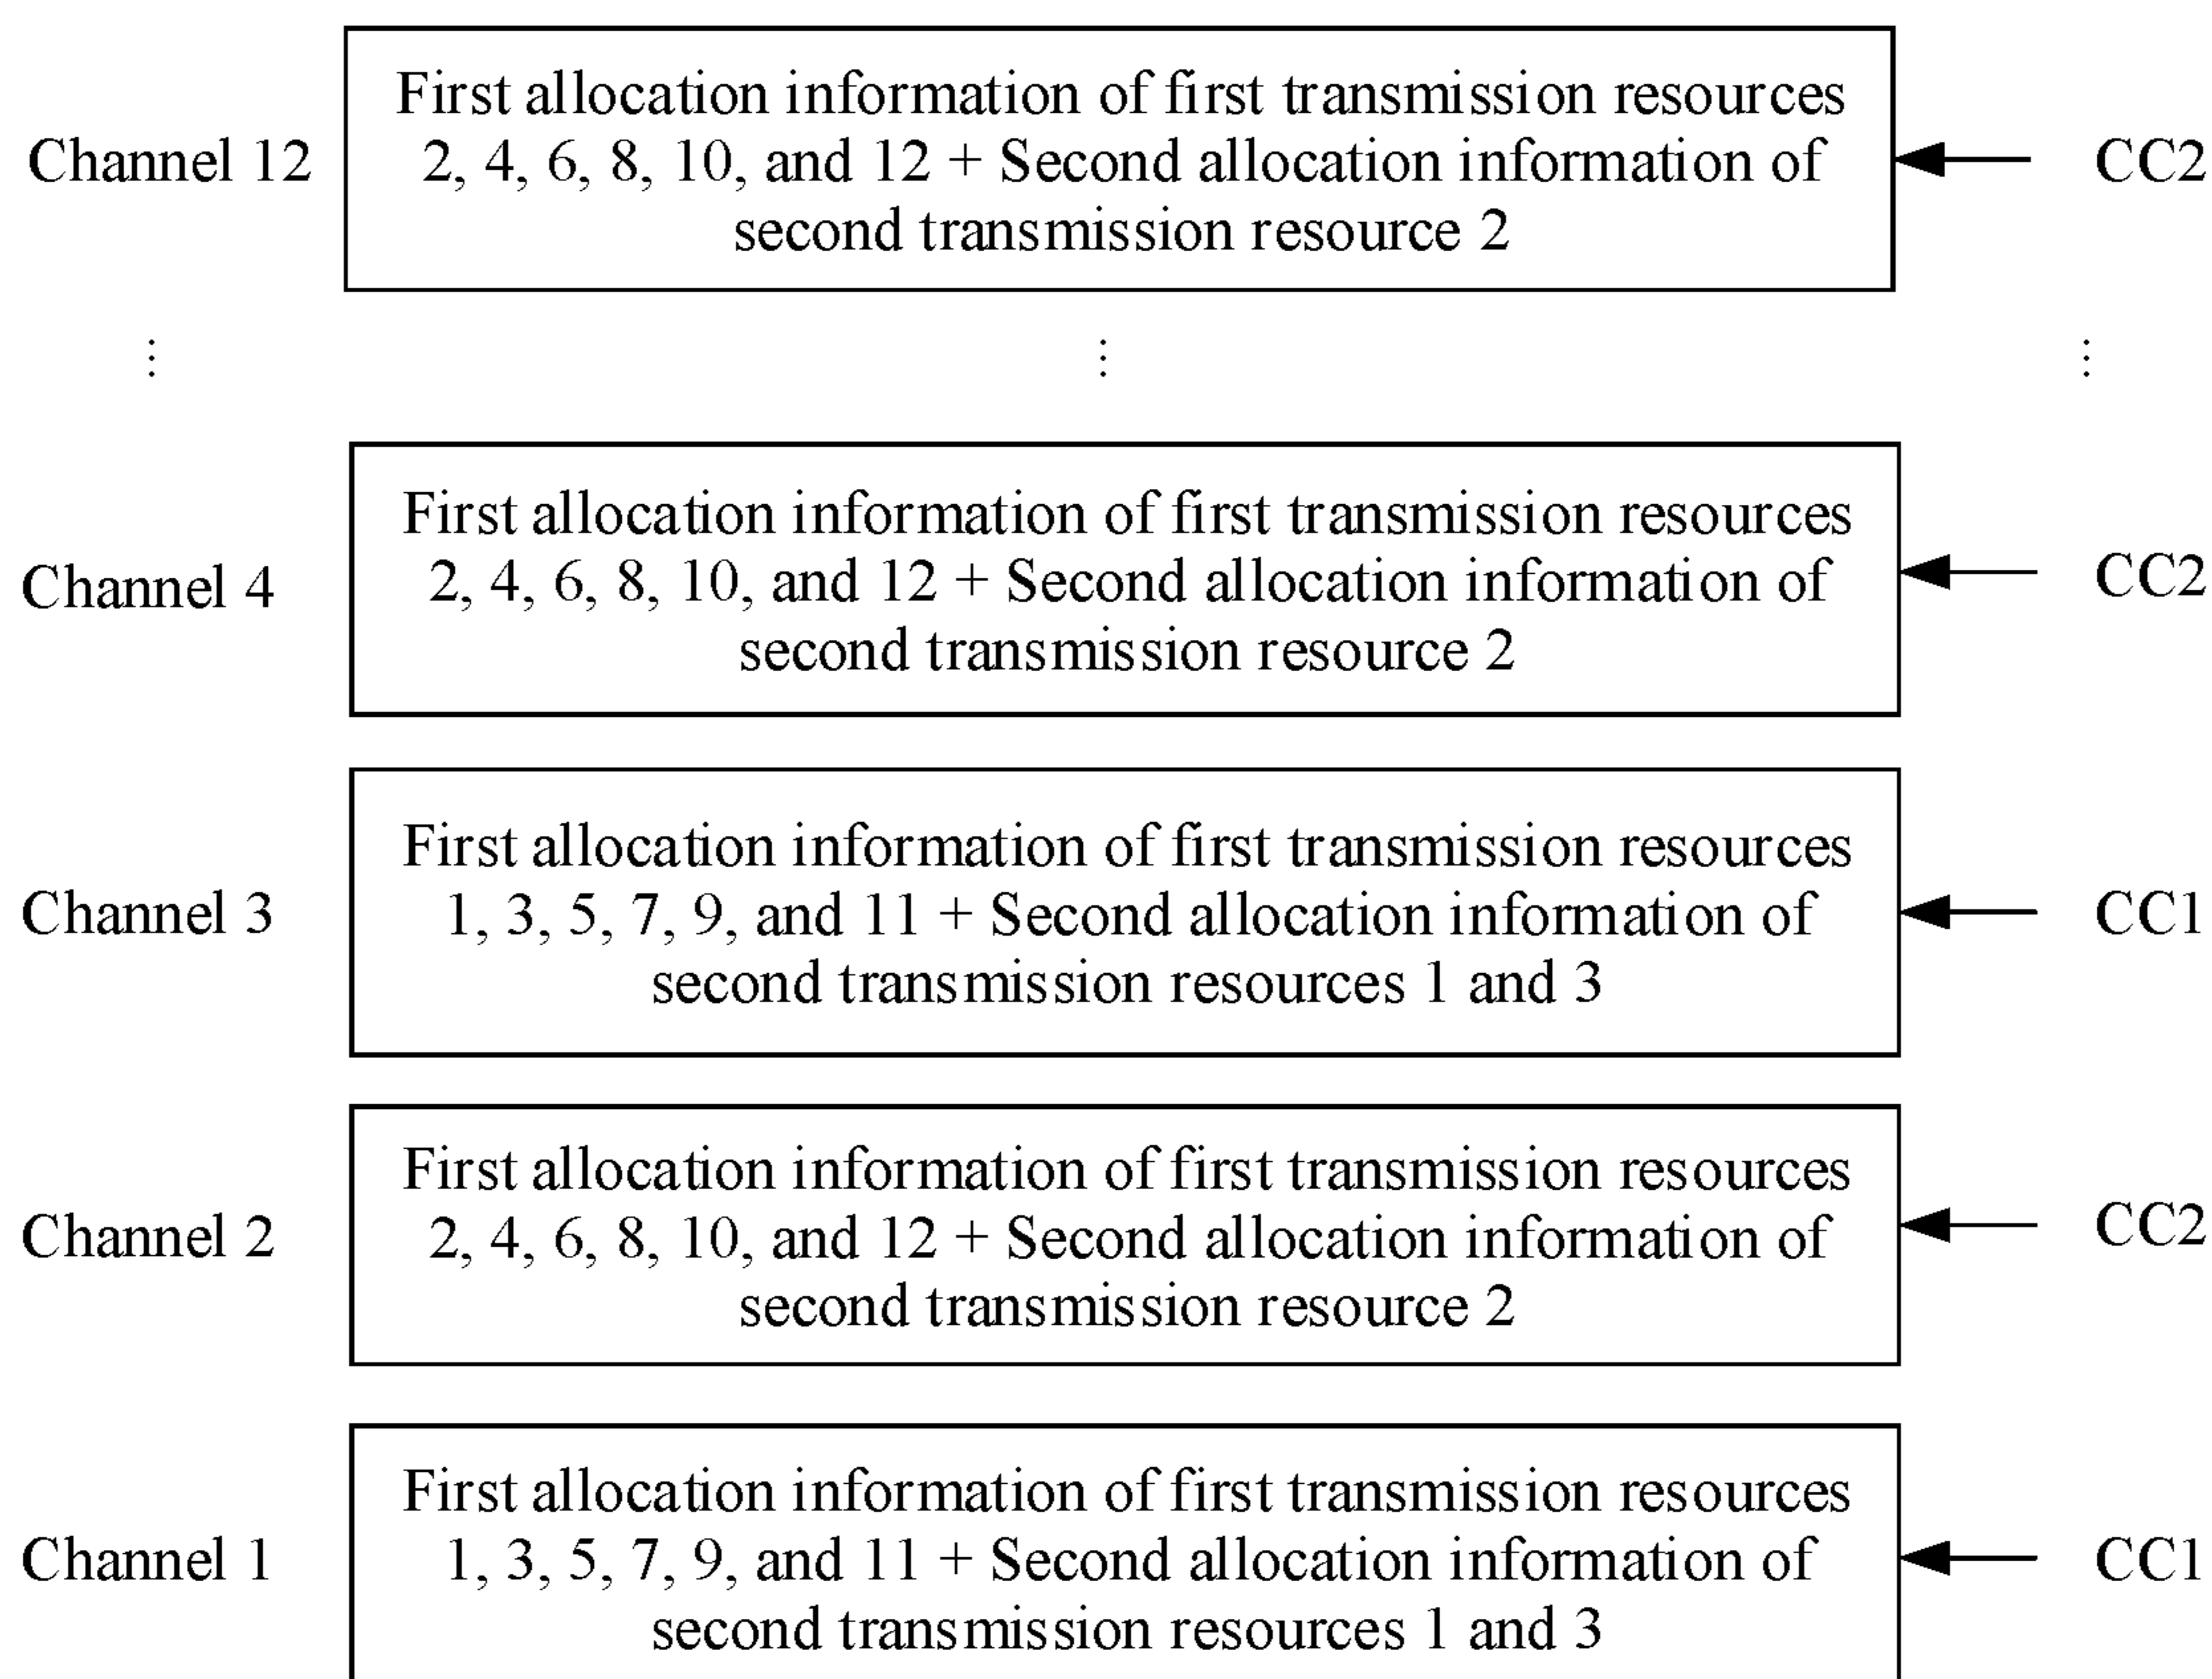 First allocation information of first transmission resources
Channel 12 2, 4, 6, 8, 10, and 12 + Second allocation information of CC2
second transmission resource 2
⋮ ⋮ ⋮
First allocation information of first transmission resources
Channel 4 2, 4, 6, 8, 10, and 12 + Second allocation information of CC2
second transmission resource 2
First allocation information of first transmission resources
Channel 3 1, 3, 5, 7, 9, and 11 + Second allocation information of CC1
second transmission resources 1 and 3
First allocation information of first transmission resources
Channel 2 2, 4, 6, 8, 10, and 12 + Second allocation information of CC2
second transmission resource 2
First allocation information of first transmission resources
Channel 1 1, 3, 5, 7, 9, and 11 + Second allocation information of CC1
second transmission resources 1 and 3